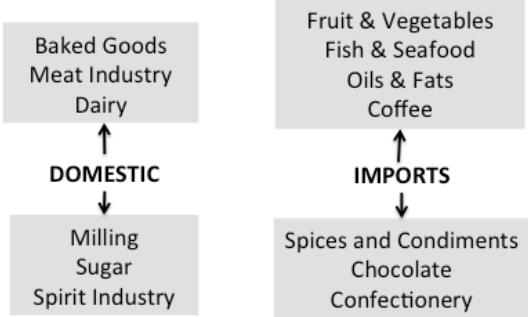 Baked Goods
Meat Industry
Dairy
DOMESTIC
Milling
Sugar
Spirit Industry
Fruit & Vegetables
Fish & Seafood
Oils & Fats
Coffee
IMPORTS
Spices and Condiments
Chocolate
Confectionery